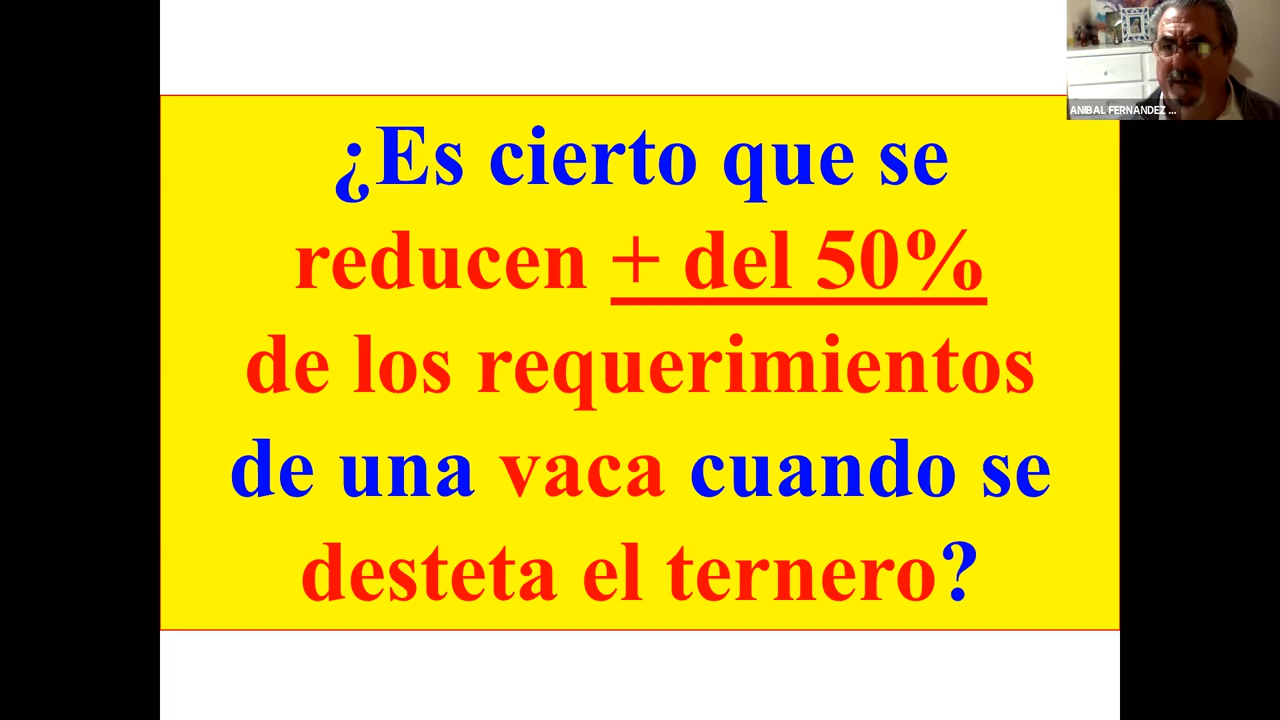 ANIBAL FERNANDEZ ...
¿Es cierto que se
reducen + del 50%
de los requerimientos
de una vaca cuando se
desteta el ternero?